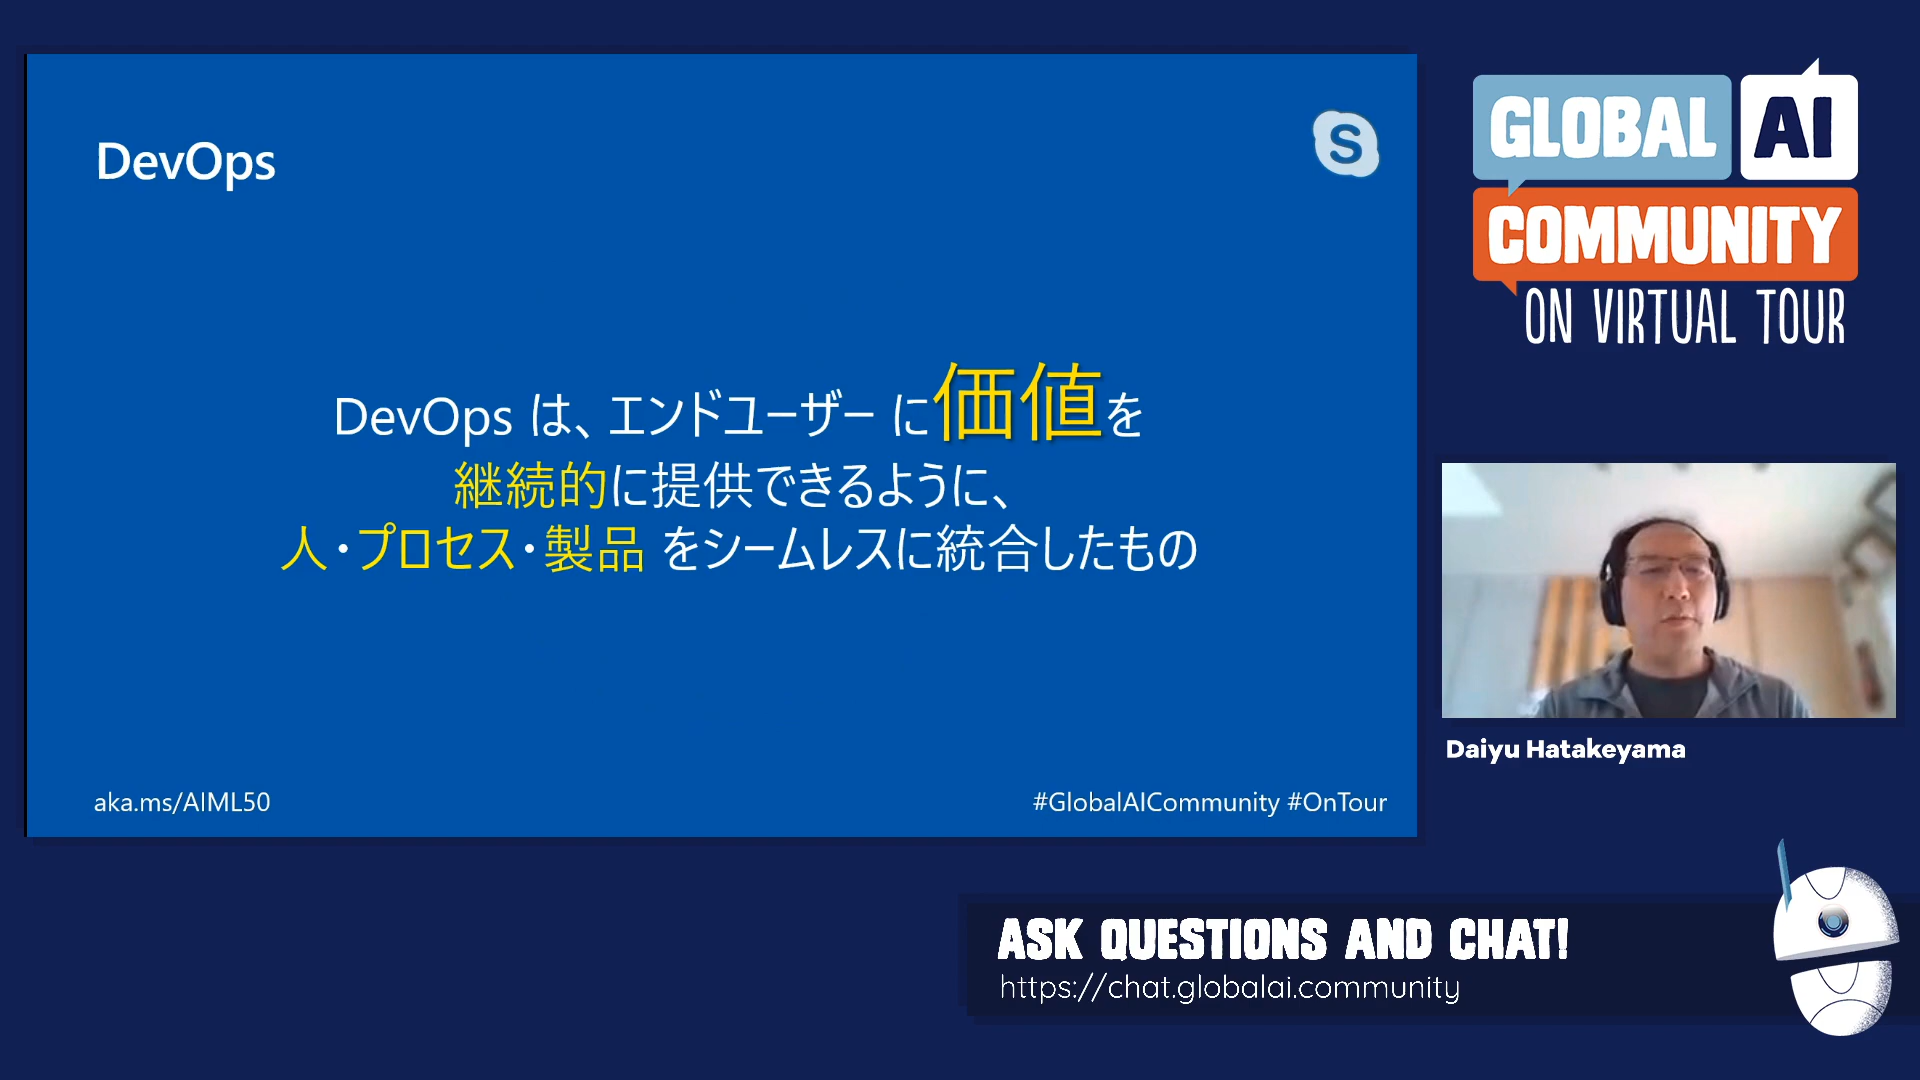 DevOps
S
DevOps は、エンドユーザー に価値を
継続的に提供できるように、
人・プロセス・製品 をシームレスに統合したもの
aka.ms/AIML50
#GlobalAICommunity #OnTour
GLOBAL AI
COMMUNITY
ON VIRTUAL TOUR
Daiyu Hatakeyama
ASK QUESTIONS AND CHAT!
https://chat.globalai.community